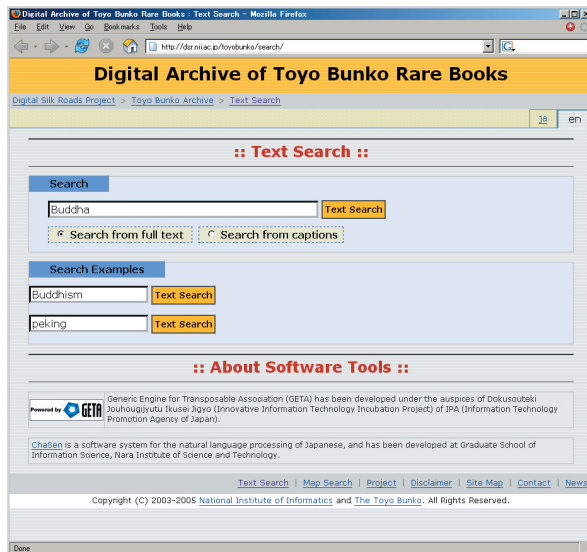 Digital Archive of Toyo Bunko Rare Books : Text Search - Mozilla Firefox
File Edit View Go Bookmarks Tools Help
http://dsr.nii.ac.jp/toyobunko/search/
Digital Archive of Toyo Bunko Rare Books
Digital Silk Roads Project > Toyo Bunko Archive > Text Search
ja en
:: Text Search ::
Search
Buddha Text Search
Search from full text Search from captions
Search Examples
Buddhism Text Search
peking Text Search
:: About Software Tools ::
Powered by GETA
Generic Engine for Transposable Association (GETA) has been developed under the auspices of Dokusouteki
Jouhougijyutu Ikusei Jigyo (Innovative Information Technology Incubation Project) of IPA (Information Technology
Promotion Agency of Japan).
ChaSen is a software system for the natural language processing of Japanese, and has been developed at Graduate School of
Information Science, Nara Institute of Science and Technology.
Text Search | Map Search | Project | Disclaimer | Site Map | Contact | News
Copyright (C) 2003-2005 National Institute of Informatics and The Toyo Bunko. All Rights Reserved.
Done